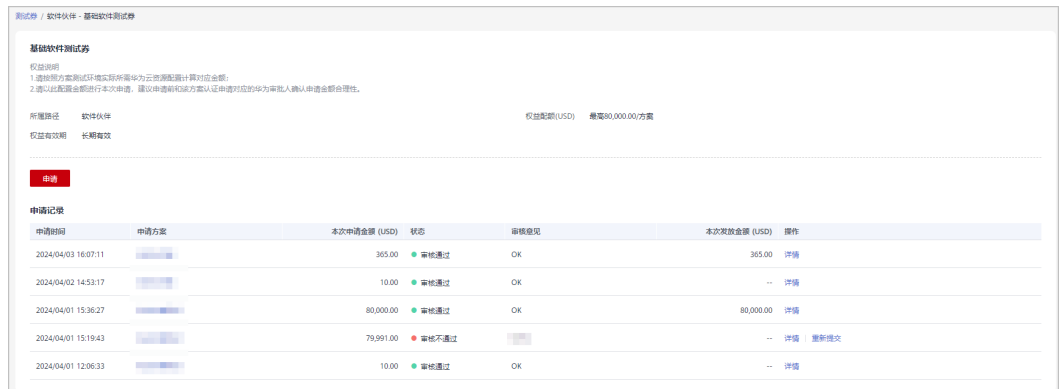 测试券 / 软件伙伴 - 基础软件测试券
基础软件测试券
权益说明
1.请按照方案测试环境实际所需华为云资源配置计算对应金额;
2.请以此配置金额进行本次申请，建议申请前和该方案认证申请对应的华为审批人确认申请金额合理性。
所属路径 软件伙伴 权益配额(USD) 最高80,000.00/方案
权益有效期 长期有效
申请
申请记录
申请时间 申请方案 本次申请金额 (USD) 状态 审核意见 本次发放金额 (USD) 操作
2024/04/03 16:07:11 365.00 审核通过 OK 365.00 详情
2024/04/02 14:53:17 10.00 审核通过 OK -- 详情
2024/04/01 15:36:27 80,000.00 审核通过 OK 80,000.00 详情
2024/04/01 15:19:43 79,991.00 审核不通过 -- 详情 重新提交
2024/04/01 12:06:33 10.00 审核通过 OK -- 详情